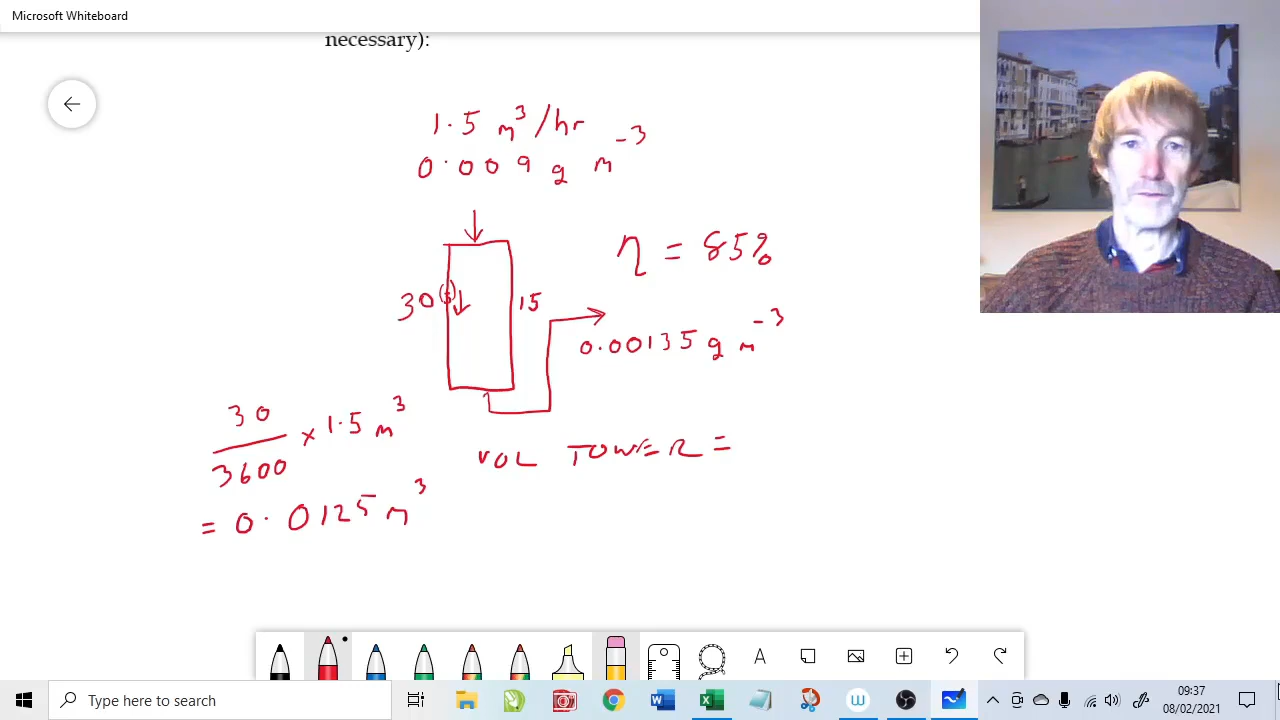 Microsoft Whiteboard
necessary):
1.5 m³/hr
0.009 g m⁻³
η = 85%
30(s)
15
0.00135 g m⁻³
30/3600 × 1.5 m³
VOL TOWER =
= 0.0125 m³
A
Type here to search
09:37
08/02/2021